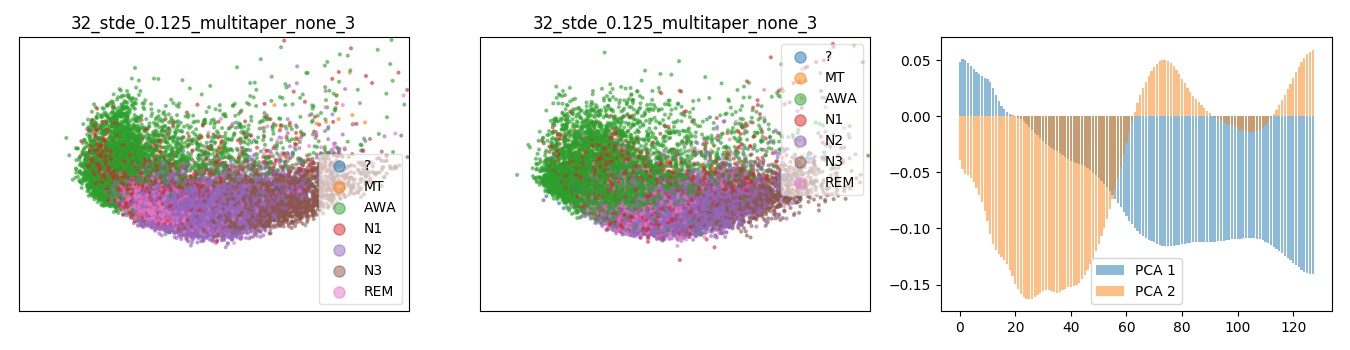 32_stde_0.125_multitaper_none_3
?
MT
AWA
N1
N2
N3
REM
32_stde_0.125_multitaper_none_3
?
MT
AWA
N1
N2
N3
REM
0.05
0.00
−0.05
−0.10
−0.15
PCA 1
PCA 2
0 20 40 60 80 100 120